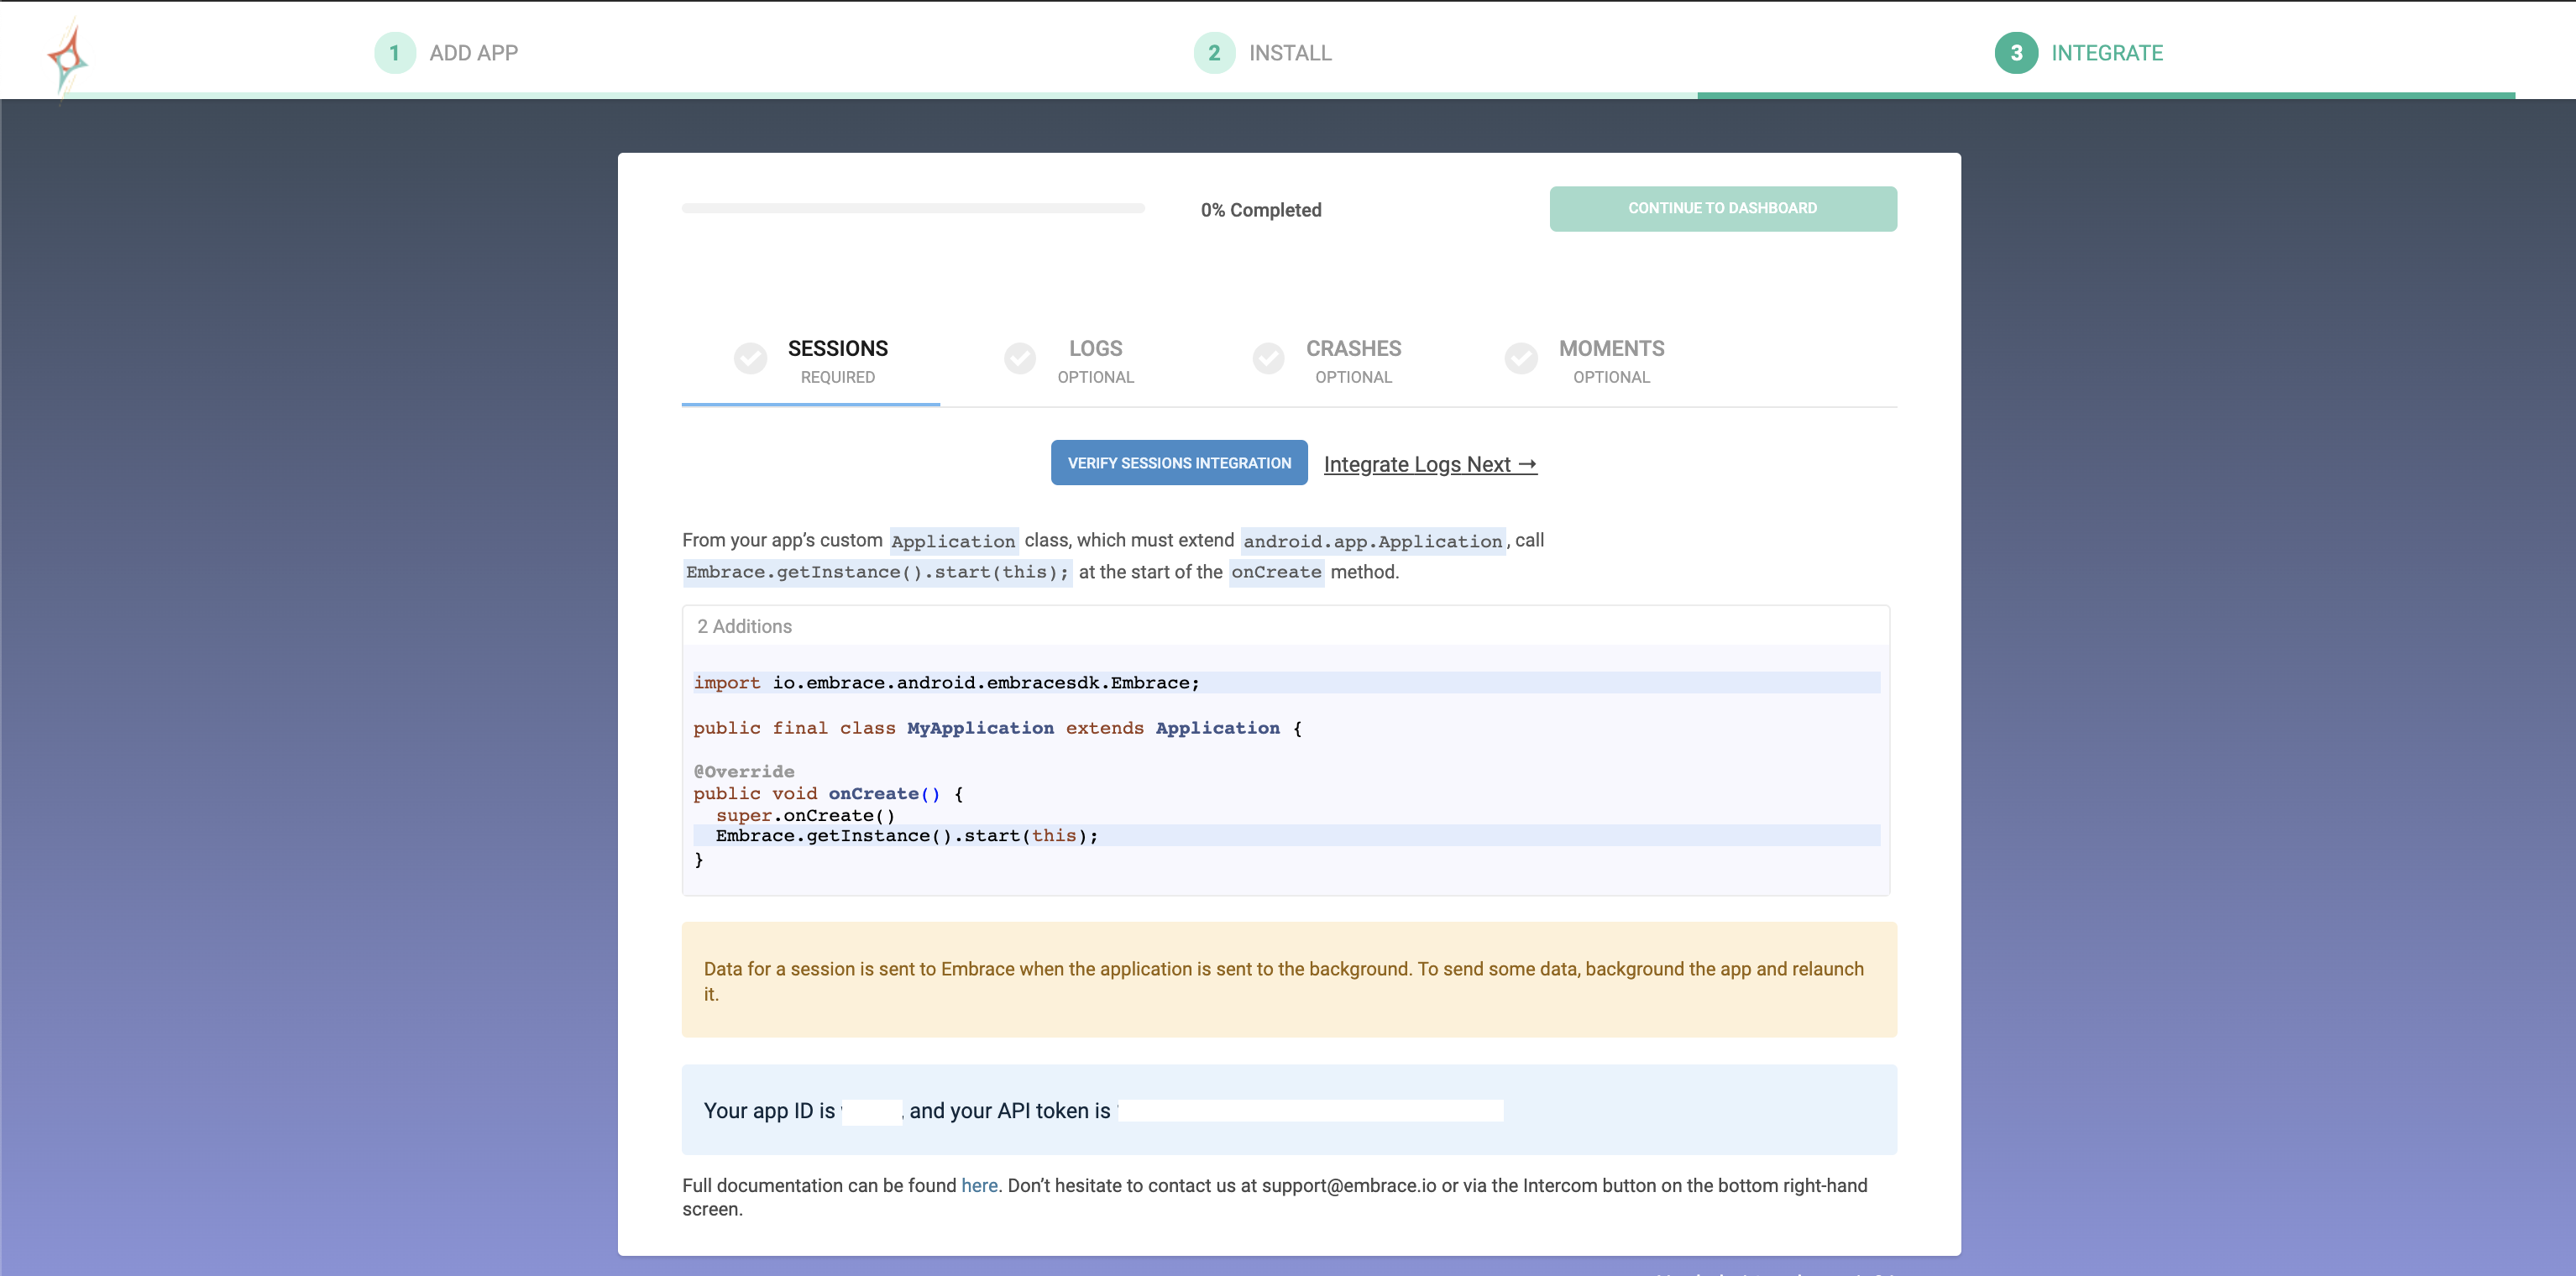 1 ADD APP
2 INSTALL
3 INTEGRATE
0% Completed
CONTINUE TO DASHBOARD
SESSIONS
REQUIRED
LOGS
OPTIONAL
CRASHES
OPTIONAL
MOMENTS
OPTIONAL
VERIFY SESSIONS INTEGRATION
Integrate Logs Next →
From your app’s custom Application class, which must extend android.app.Application, call
Embrace.getInstance().start(this); at the start of the onCreate method.
2 Additions
import io.embrace.android.embracesdk.Embrace;
public final class MyApplication extends Application {
@Override
public void onCreate() {
super.onCreate()
Embrace.getInstance().start(this);
}
Data for a session is sent to Embrace when the application is sent to the background. To send some data, background the app and relaunch
it.
Your app ID is , and your API token is
Full documentation can be found here. Don’t hesitate to contact us at support@embrace.io or via the Intercom button on the bottom right-hand
screen.